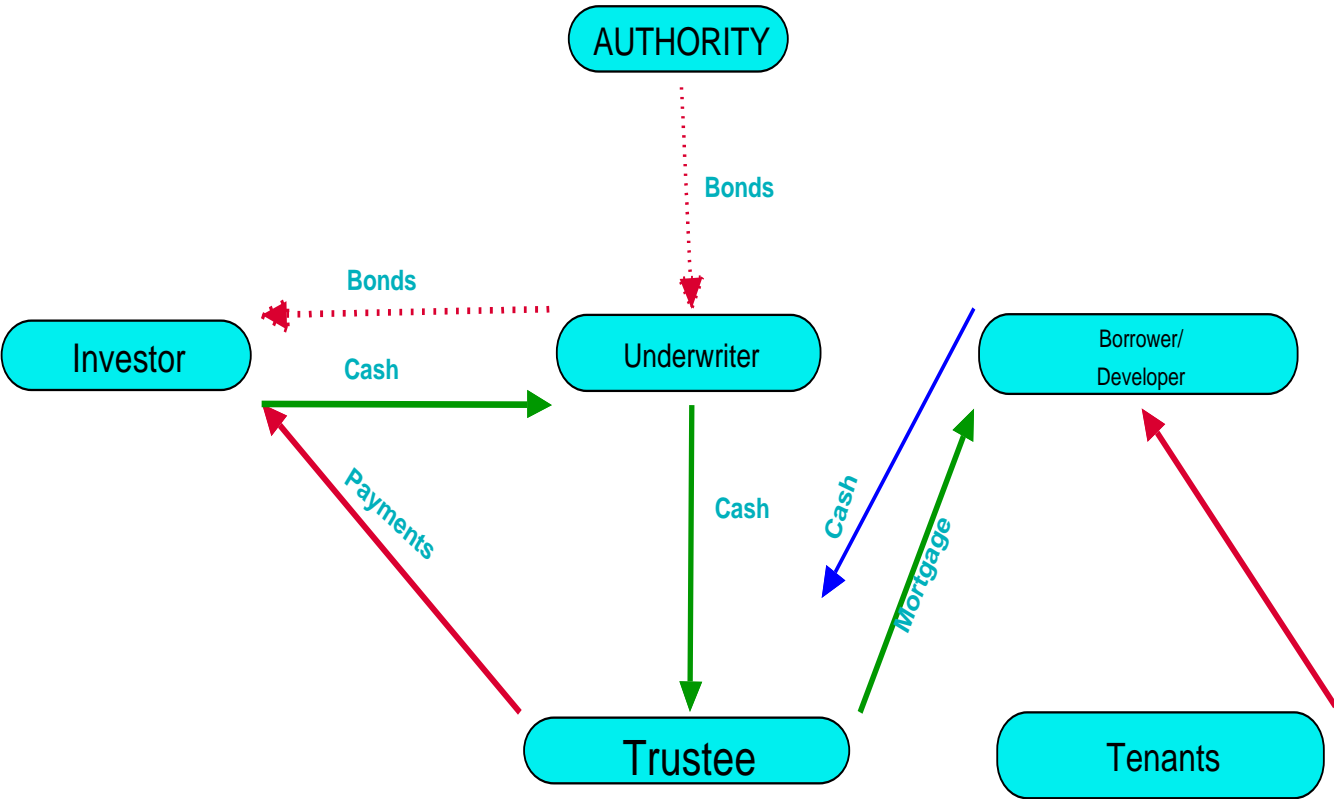 AUTHORITY
Bonds
Bonds
Investor
Underwriter
Borrower/
Developer
Cash
Payments
Cash
Cash
Mortgage
Trustee
Tenants